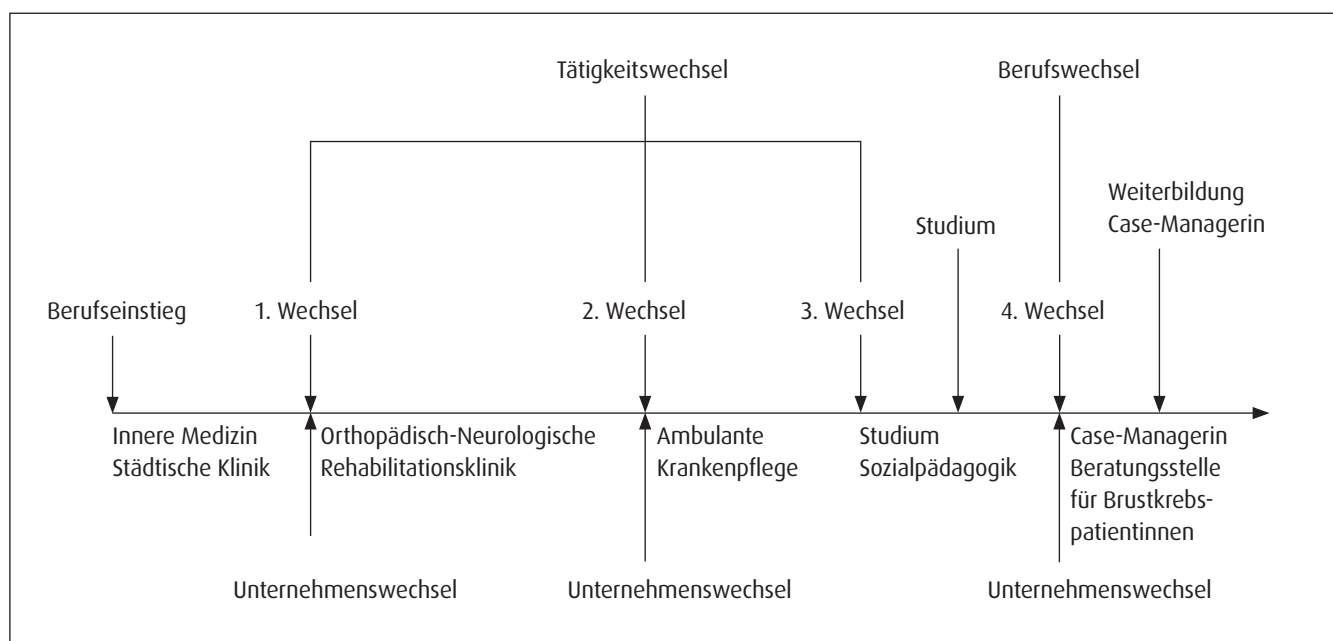 Tätigkeitswechsel
Berufswechsel
Weiterbildung
Case-Managerin
Studium
Berufseinstieg
1. Wechsel
2. Wechsel
3. Wechsel
4. Wechsel
Innere Medizin
Städtische Klinik
Orthopädisch-Neurologische
Rehabilitationsklinik
Ambulante
Krankenpflege
Studium
Sozialpädagogik
Case-Managerin
Beratungsstelle
für Brustkrebs-
patientinnen
Unternehmenswechsel
Unternehmenswechsel
Unternehmenswechsel